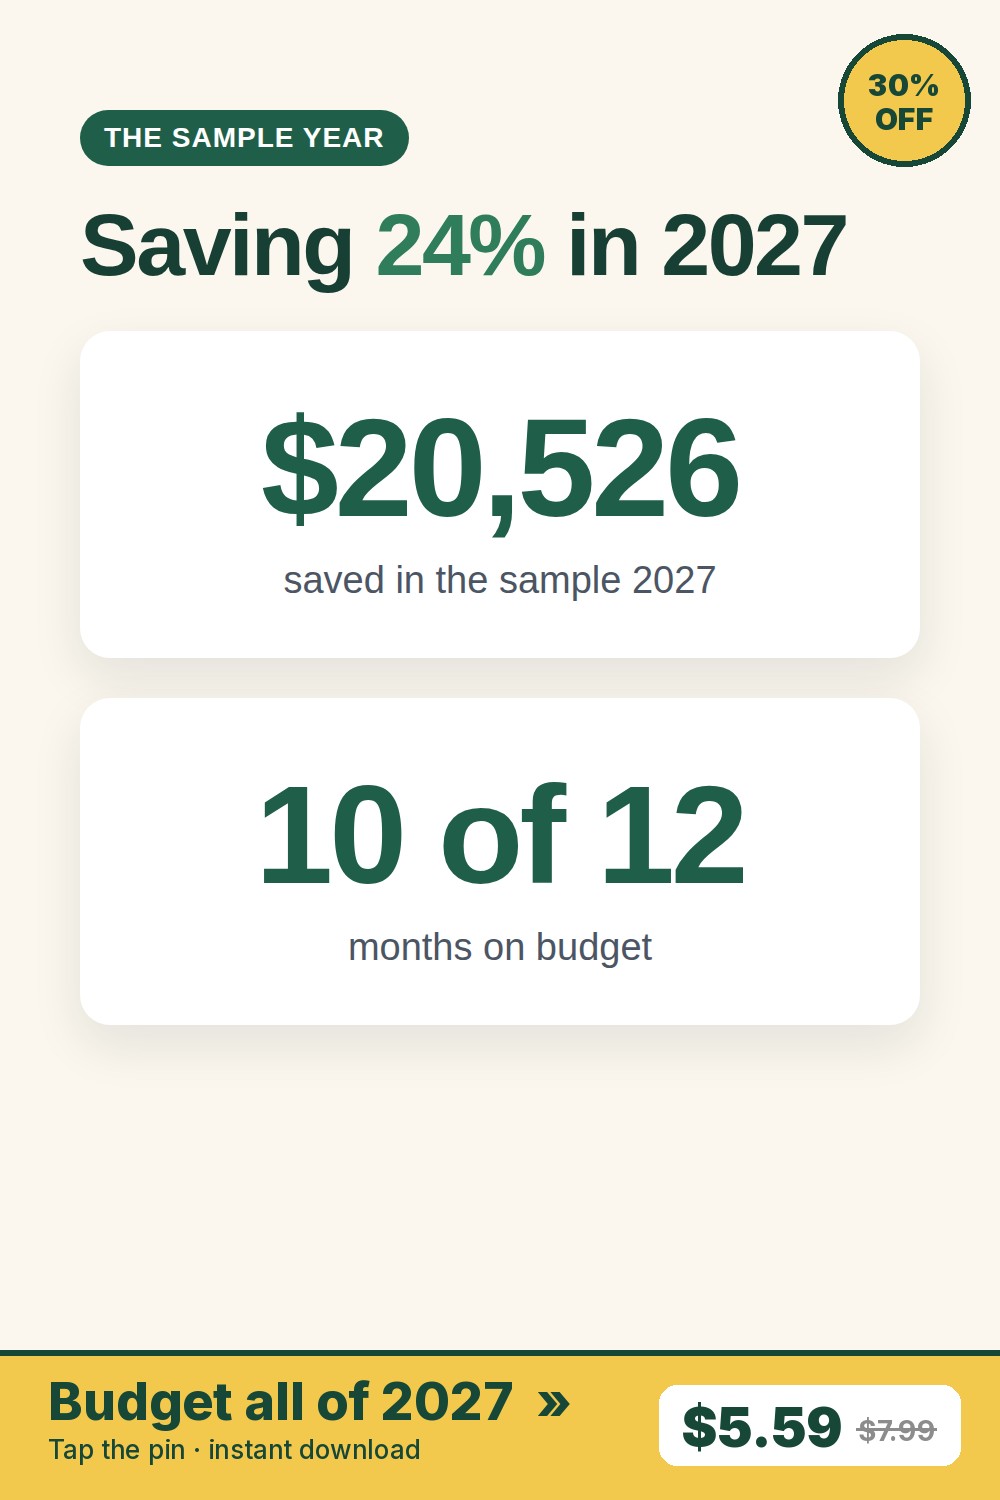 30%
OFF
THE SAMPLE YEAR
Saving 24% in 2027
$20,526
saved in the sample 2027
10 of 12
months on budget
Budget all of 2027 »
Tap the pin · instant download
$5.59 $7.99